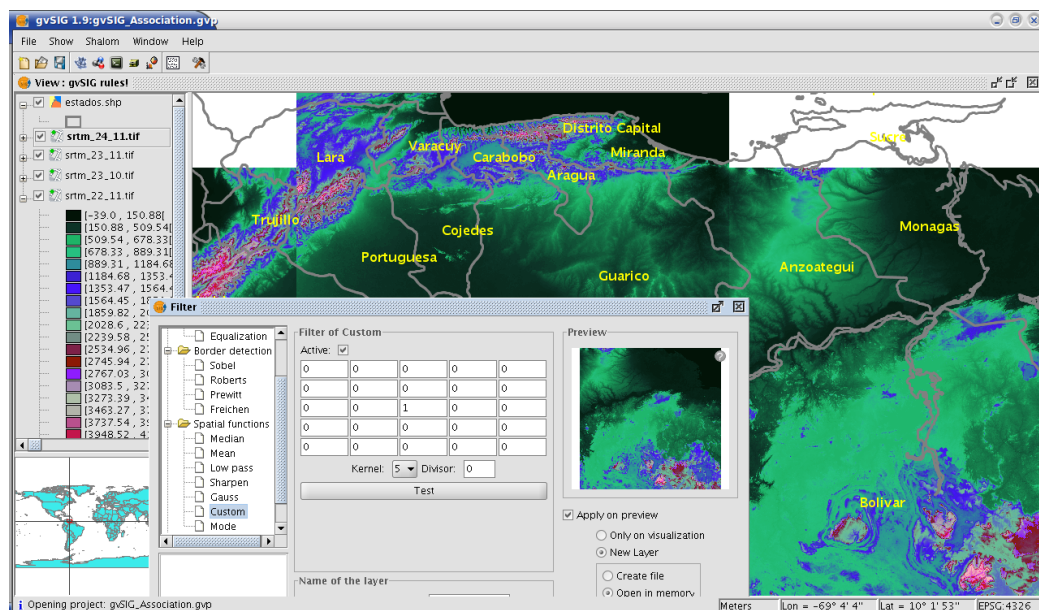 gvSIG 1.9:gvSIG_Association.gvp
File Show Shalom Window Help
View : gvSIG rules!
estados.shp
srtm_24_11.tif
srtm_23_11.tif
srtm_23_10.tif
srtm_22_11.tif
[-39.0 , 150.88[
[150.88 , 509.54[
[509.54 , 678.33[
[678.33 , 889.31[
[889.31 , 1184.68
[1184.68 , 1353.4
[1353.47 , 1564.4
[1564.45 , 1
[1859.82 , 20
[2028.6 , 223
[2239.58 , 25
[2534.96 , 27
[2745.94 , 27
[2767.03 , 30
[3083.5 , 327
[3273.39 , 34
[3463.27 , 37
[3737.54 , 39
[3948.52 , 4
Distrito Capital
Sucre
Lara
Varacuy
Carabobo
Miranda
Aragua
Trujillo
Cojedes
Monagas
Portuguesa
Guarico
Anzoategui
Bolivar
Filter
Equalization
Border detection
Sobel
Roberts
Prewitt
Freichen
Spatial functions
Median
Mean
Low pass
Sharpen
Gauss
Custom
Mode
Filter of Custom
Active:
0 0 0 0 0
0 0 0 0 0
0 0 1 0 0
0 0 0 0 0
0 0 0 0 0
Kernel: 5 Divisor: 0
Test
Name of the layer
Preview
Apply on preview
Only on visualization
New Layer
Create file
Open in memory
Opening project: gvSIG_Association.gvp
Meters Lon = -69° 4' 4" Lat = 10° 1' 53" EPSG:4326